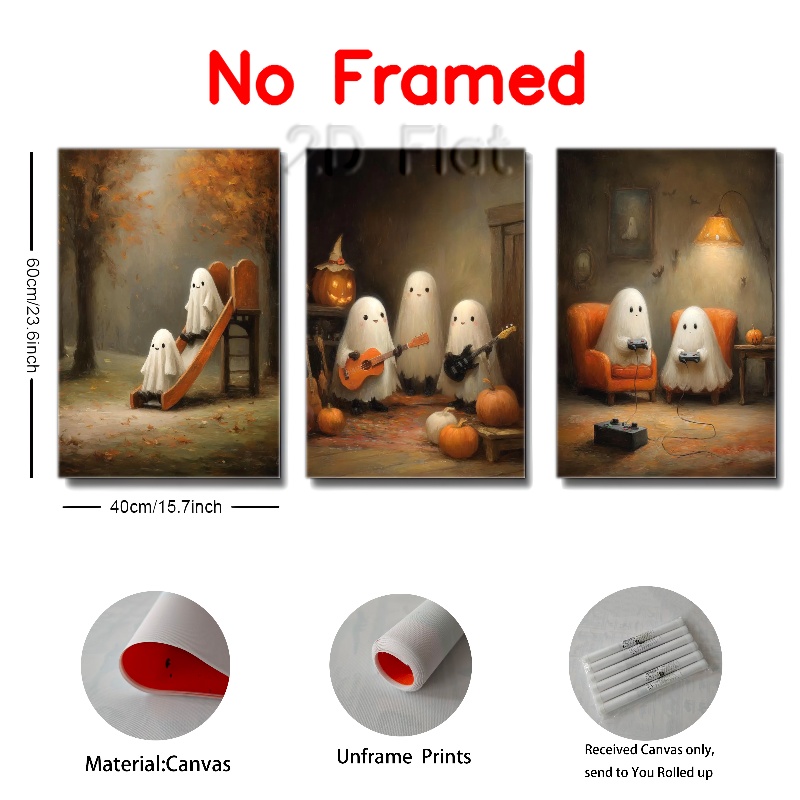 No Framed
2D Flat
60cm/23.6inch
40cm/15.7inch
Material:Canvas
Unframe Prints
Received Canvas only,
send to You Rolled up